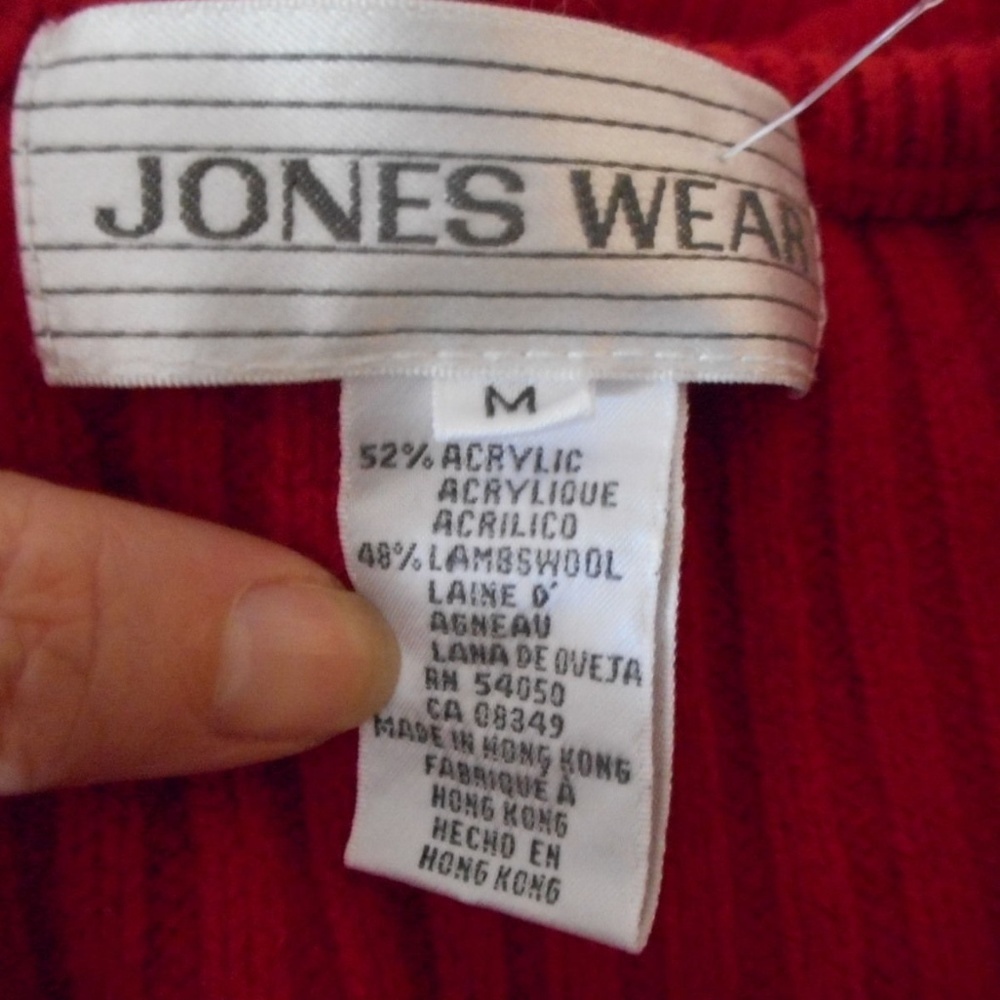 JONES WEAR
M
52% ACRYLIC
ACRYLIQUE
ACRILICO
48% LAMBSWOOL
LAINE D'
AGNEAU
LANA DE OVEJA
RN 54050
CA 08349
MADE IN HONG KONG
FABRIQUÉ À
HONG KONG
HECHO EN
HONG KONG